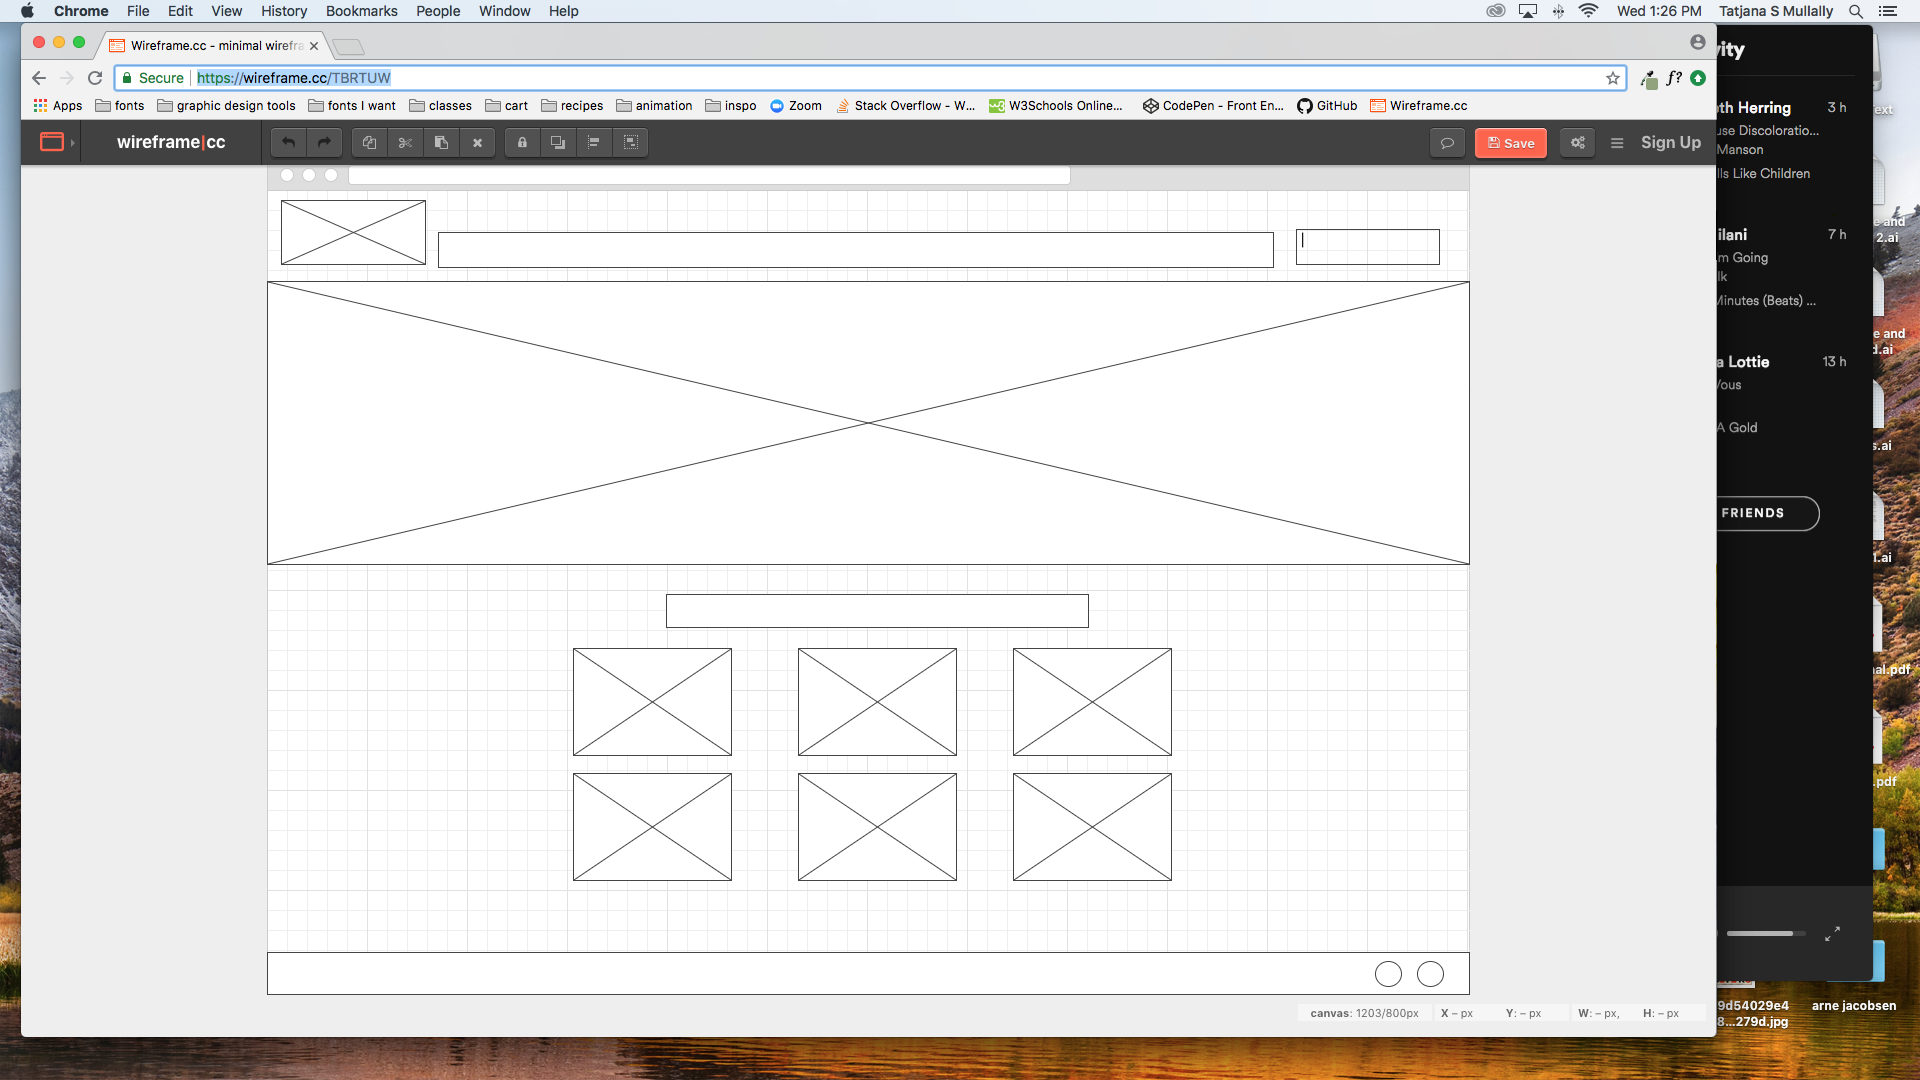 Chrome File Edit View History Bookmarks People Window Help
Wed 1:26 PM Tatjana S Mullally
Wireframe.cc - minimal wirefra
Secure https://wireframe.cc/TBRTUW
f?
Apps fonts graphic design tools fonts I want classes cart recipes animation inspo Zoom Stack Overflow - W... W3Schools Online... CodePen - Front En... GitHub Wireframe.cc
wireframe|cc
Save
Sign Up
canvas: 1203/800px X – px Y: – px W: – px, H: – px
vity
th Herring 3 h
use Discoloratio...
Manson
lls Like Children
ilani 7 h
m Going
lk
Minutes (Beats) ...
a Lottie 13 h
Vous
A Gold
FRIENDS
ext
e and
2.ai
e and
d.ai
s.ai
1.ai
al.pdf
.pdf
9d54029e4
8...279d.jpg
arne jacobsen